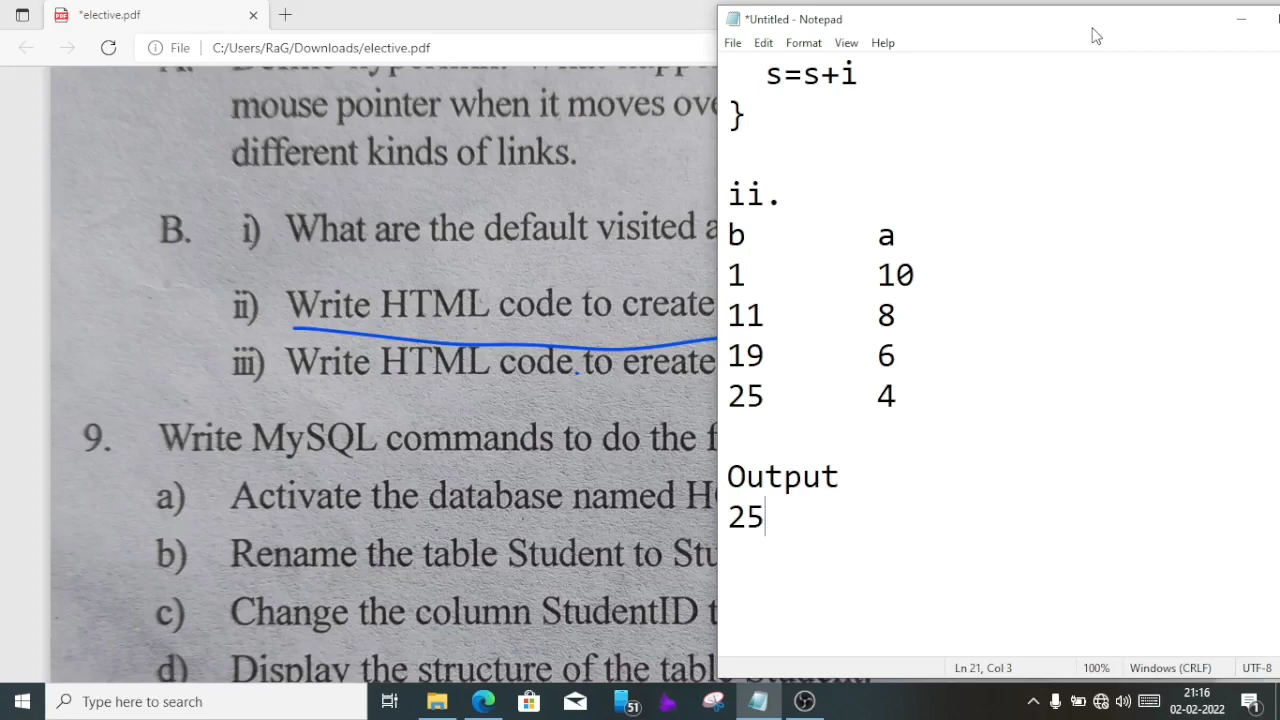 *elective.pdf
File
C:/Users/RaG/Downloads/elective.pdf
mouse pointer when it moves
different kinds of links.
B. i) What are the default visited
ii) Write HTML code to create
iii) Write HTML code to ereate
9. Write MySQL commands to do the
a) Activate the database named
b) Rename the table Student to
c) Change the column StudentID
d) Display the structure of the
*Untitled - Notepad
File Edit Format View Help
s=s+i
}
ii.
b a
1 10
11 8
19 6
25 4
Output
25
Ln 21, Col 3 100% Windows (CRLF) UTF-8
Type here to search
51
21:16
02-02-2022
1